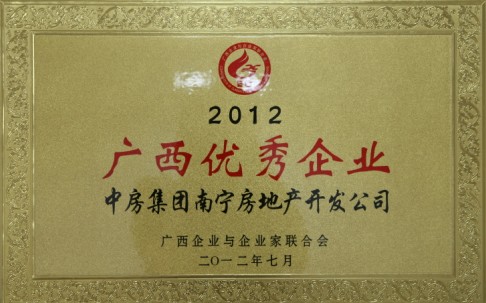 2012
广西优秀企业
中房集团南宁房地产开发公司
广西企业与企业家联合会
二〇一二年七月